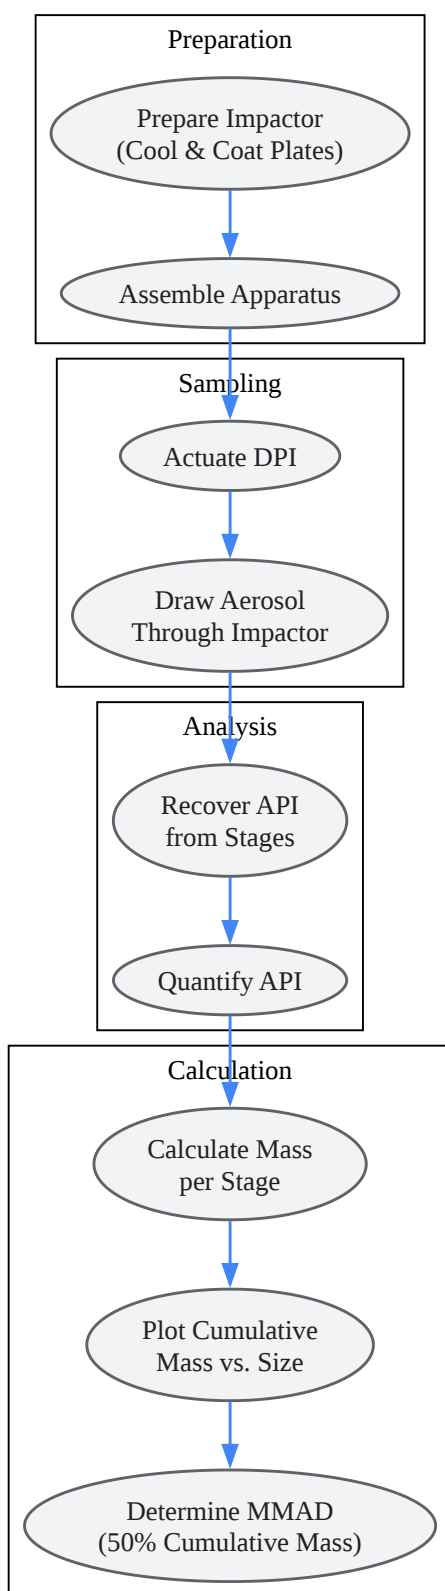 Preparation
Prepare Impactor
(Cool & Coat Plates)
Assemble Apparatus
Sampling
Actuate DPI
Draw Aerosol
Through Impactor
Analysis
Recover API
from Stages
Quantify API
Calculation
Calculate Mass
per Stage
Plot Cumulative
Mass vs. Size
Determine MMAD
(50% Cumulative Mass)